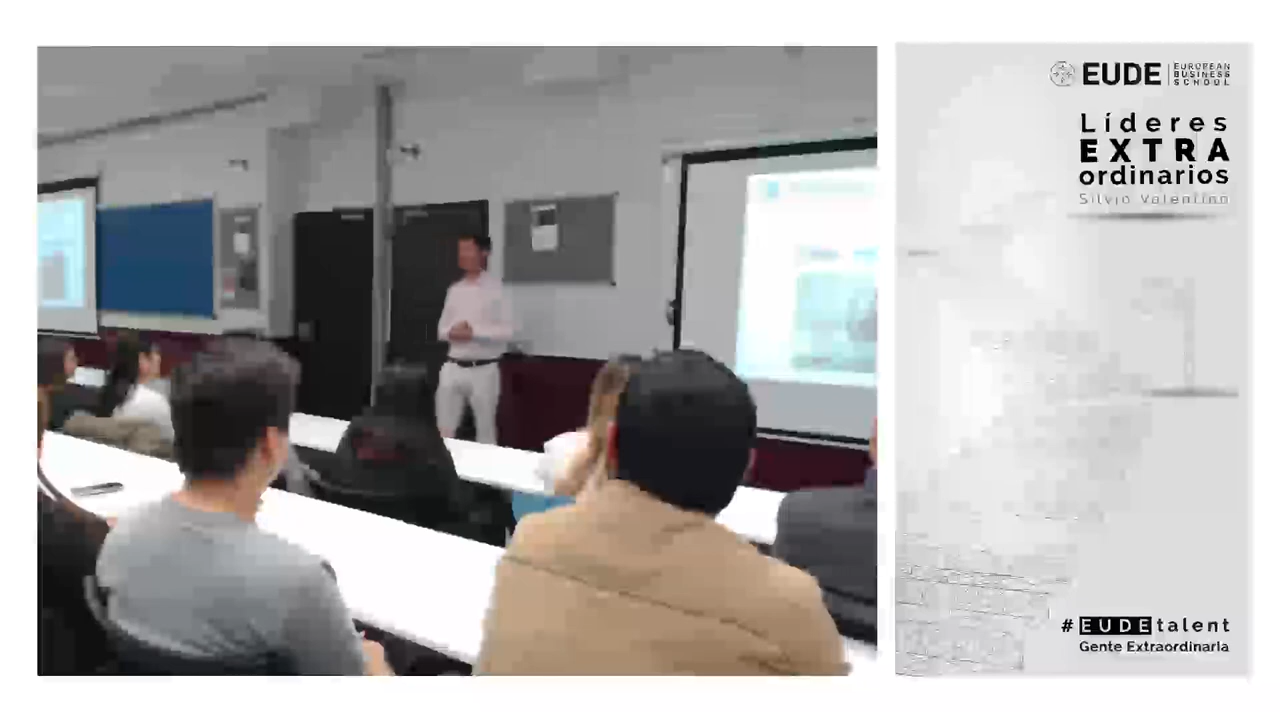 EUDE
EUROPEAN
BUSINESS
SCHOOL
Líderes
EXTRA
ordinarios
Silvio Valentino
#EUDEtalent
Gente Extraordinaria